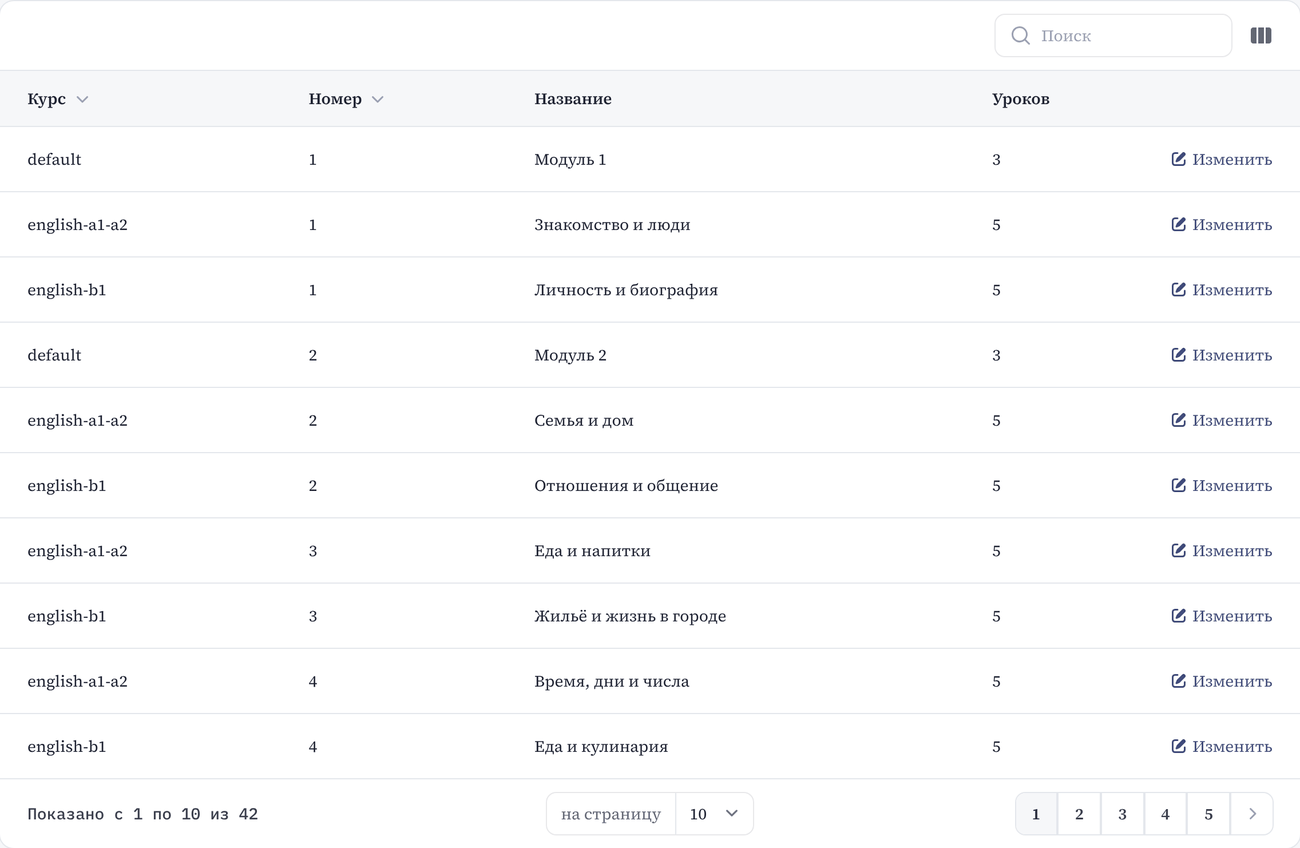 Поиск
Курс Номер Название Уроков
default 1 Модуль 1 3 Изменить
english-a1-a2 1 Знакомство и люди 5 Изменить
english-b1 1 Личность и биография 5 Изменить
default 2 Модуль 2 3 Изменить
english-a1-a2 2 Семья и дом 5 Изменить
english-b1 2 Отношения и общение 5 Изменить
english-a1-a2 3 Еда и напитки 5 Изменить
english-b1 3 Жильё и жизнь в городе 5 Изменить
english-a1-a2 4 Время, дни и числа 5 Изменить
english-b1 4 Еда и кулинария 5 Изменить
Показано с 1 по 10 из 42 на страницу 10 1 2 3 4 5